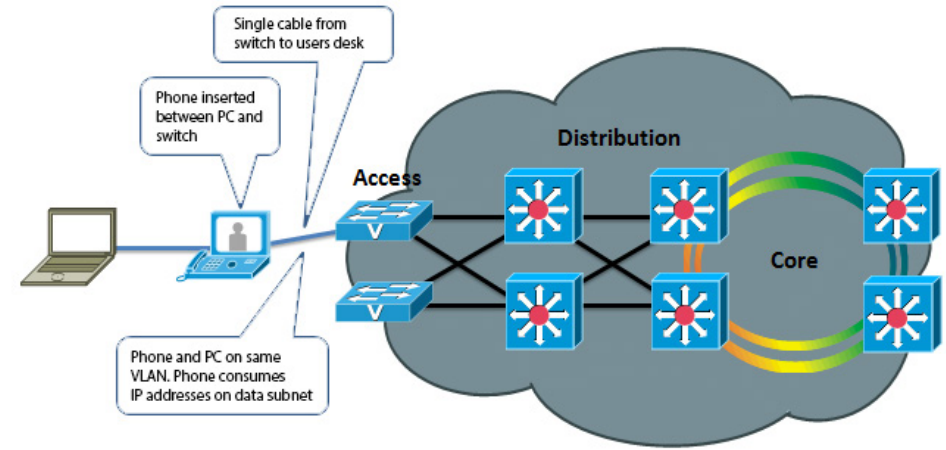 Single cable from
switch to users desk
Phone inserted
between PC and
switch
Distribution
Access
V
Core
V
Phone and PC on same
VLAN. Phone consumes
IP addresses on data subnet